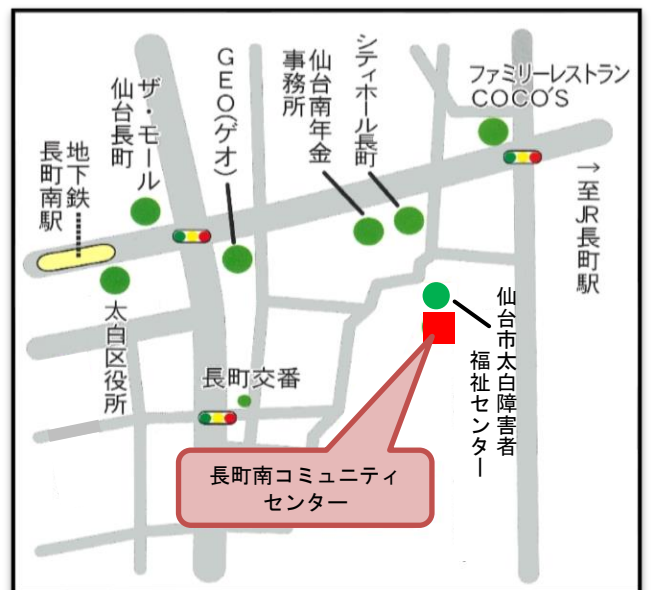 ザ・モール
仙台長町
地下鉄
長町南駅
GEO(ゲオ)
仙台南年金
事務所
シティホール長町
ファミリーレストラン
COCO'S
→至JR長町駅
太白区役所
長町交番
仙台市太白障害者
福祉センター
長町南コミュニティ
センター